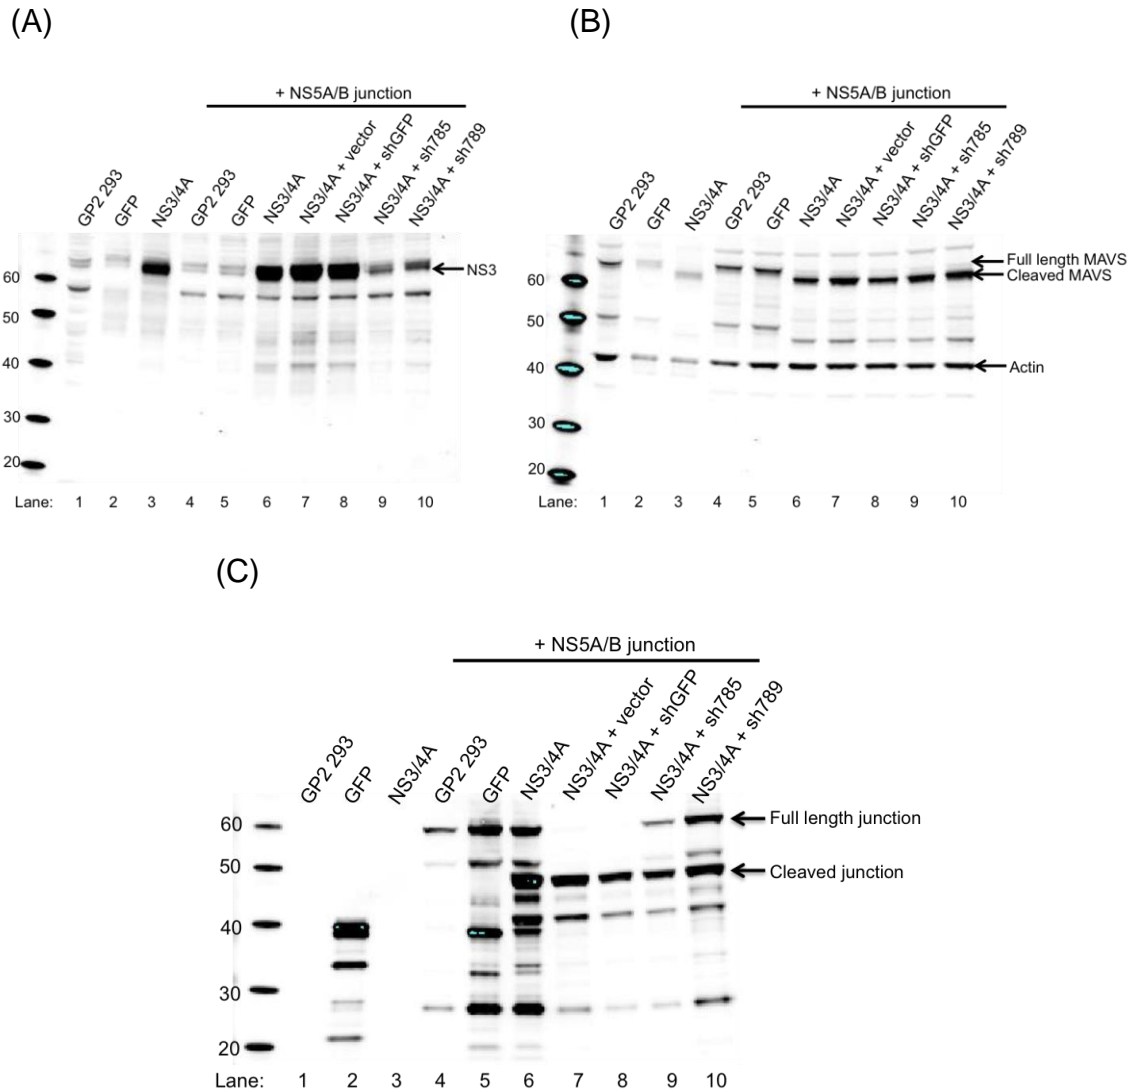 (A)
+ NS5A/B junction
GP2 293
GFP
NS3/4A
GP2 293
GFP
NS3/4A
NS3/4A + vector
NS3/4A + shGFP
NS3/4A + sh785
NS3/4A + sh789
60
NS3
50
40
30
20
Lane: 1 2 3 4 5 6 7 8 9 10
(B)
+ NS5A/B junction
GP2 293
GFP
NS3/4A
GP2 293
GFP
NS3/4A
NS3/4A + vector
NS3/4A + shGFP
NS3/4A + sh785
NS3/4A + sh789
Full length MAVS
60
Cleaved MAVS
50
40
Actin
30
20
Lane: 1 2 3 4 5 6 7 8 9 10
(C)
+ NS5A/B junction
GP2 293
GFP
NS3/4A
GP2 293
GFP
NS3/4A
NS3/4A + vector
NS3/4A + shGFP
NS3/4A + sh785
NS3/4A + sh789
60
Full length junction
50
Cleaved junction
40
30
20
Lane: 1 2 3 4 5 6 7 8 9 10